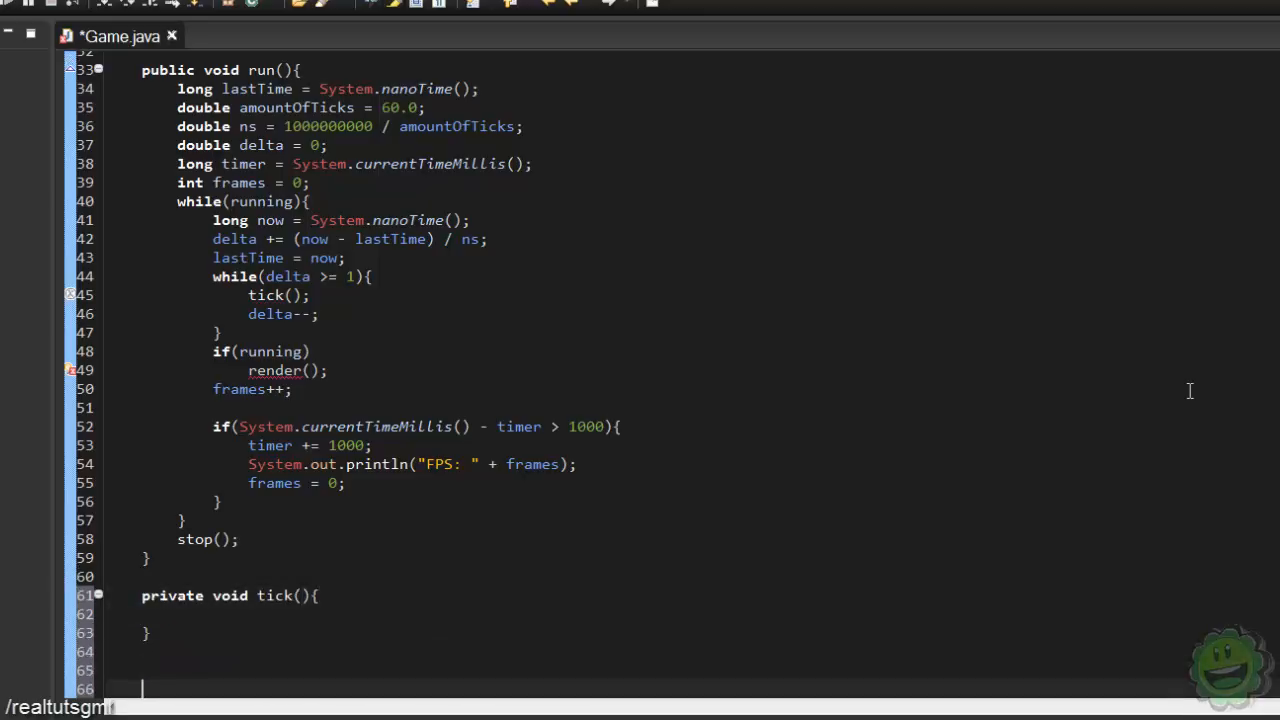 *Game.java
32
33 public void run(){
34 long lastTime = System.nanoTime();
35 double amountOfTicks = 60.0;
36 double ns = 1000000000 / amountOfTicks;
37 double delta = 0;
38 long timer = System.currentTimeMillis();
39 int frames = 0;
40 while(running){
41 long now = System.nanoTime();
42 delta += (now - lastTime) / ns;
43 lastTime = now;
44 while(delta >= 1){
45 tick();
46 delta--;
47 }
48 if(running)
49 render();
50 frames++;
51
52 if(System.currentTimeMillis() - timer > 1000){
53 timer += 1000;
54 System.out.println("FPS: " + frames);
55 frames = 0;
56 }
57 }
58 stop();
59 }
60
61 private void tick(){
62
63 }
64
65
66
/realtutsgm